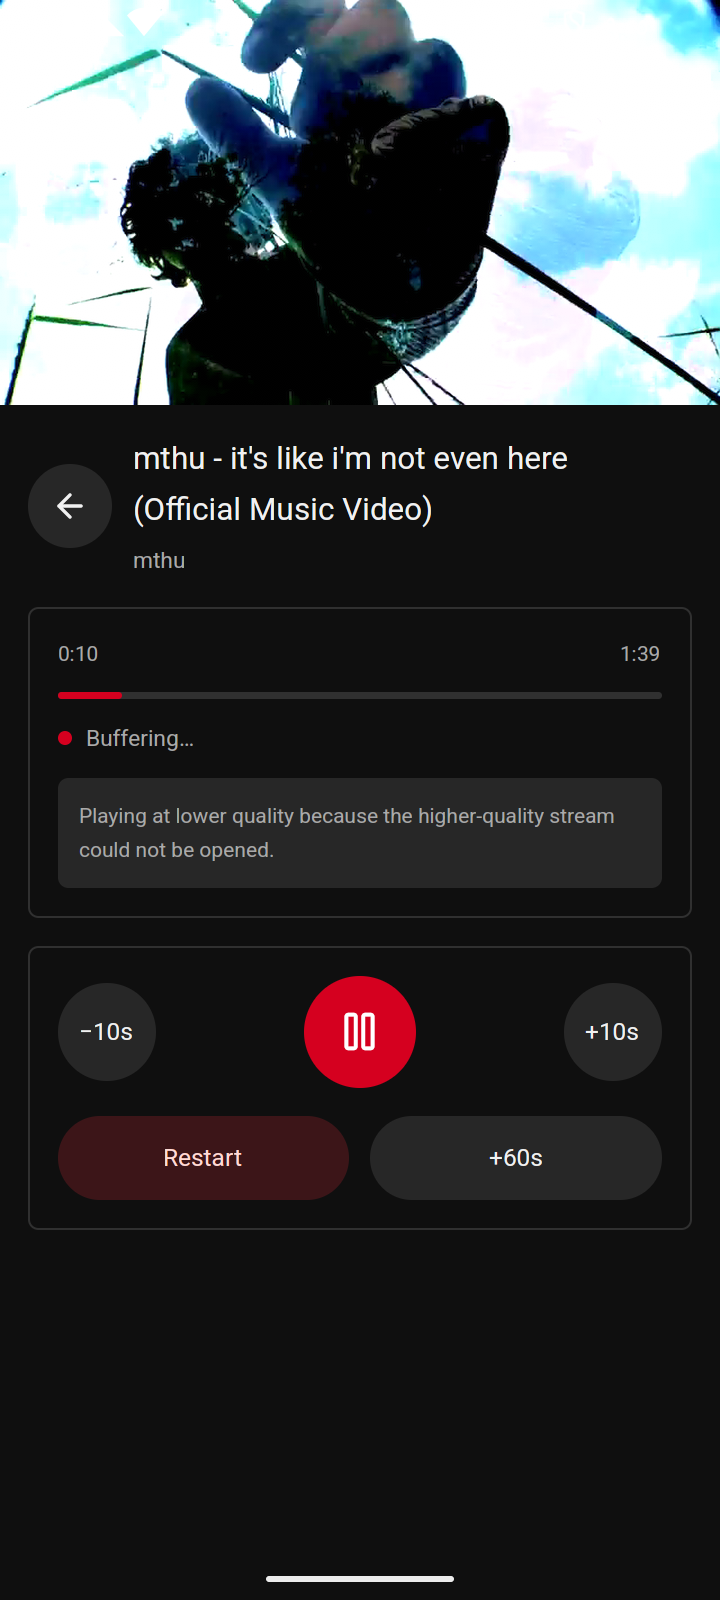 mthu - it's like i'm not even here
(Official Music Video)
mthu
0:10
1:39
Buffering…
Playing at lower quality because the higher-quality stream
could not be opened.
−10s
+10s
Restart
+60s